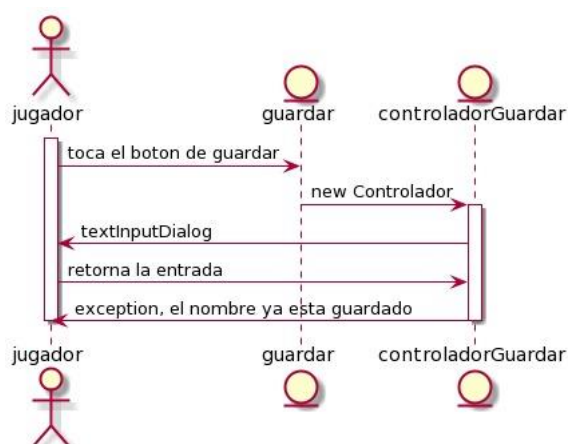 jugador
guardar
controladorGuardar
toca el boton de guardar
new Controlador
textInputDialog
retorna la entrada
exception, el nombre ya esta guardado
jugador
guardar
controladorGuardar